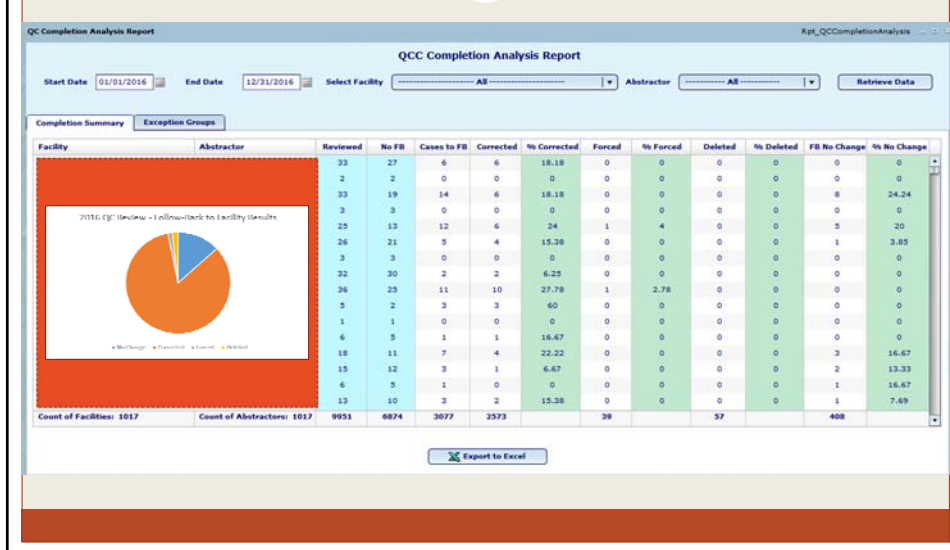 QC Completion Analysis Report Rpt_QCCompletionAnalysis
QCC Completion Analysis Report
Start Date 01/01/2016 End Date 12/31/2016 Select Facility ---------------------- All ---------------------- Abstractor ------------ All ------------ Retrieve Data
Completion Summary Exception Groups
Facility Abstractor Reviewed No FB Cases to FB Corrected % Corrected Forced % Forced Deleted % Deleted FB No Change % No Change
33 27 6 6 18.18 0 0 0 0 0 0
2 2 0 0 0 0 0 0 0 0 0
33 19 14 6 18.18 0 0 0 0 8 24.24
3 3 0 0 0 0 0 0 0 0 0
25 13 12 6 24 1 4 0 0 5 20
26 21 5 4 15.38 0 0 0 0 1 3.85
3 3 0 0 0 0 0 0 0 0 0
32 30 2 2 6.25 0 0 0 0 0 0
36 25 11 10 27.78 1 2.78 0 0 0 0
5 2 3 3 60 0 0 0 0 0 0
1 1 0 0 0 0 0 0 0 0 0
6 5 1 1 16.67 0 0 0 0 0 0
18 11 7 4 22.22 0 0 0 0 3 16.67
15 12 3 1 6.67 0 0 0 0 2 13.33
6 5 1 0 0 0 0 0 0 1 16.67
13 10 3 2 15.38 0 0 0 0 1 7.69
2016 QC Review - Follow-Back to Facility Results
No Change Corrected Forced Deleted
Count of Facilities: 1017 Count of Abstractors: 1017 9951 6874 3077 2573 39 57 408
Export to Excel